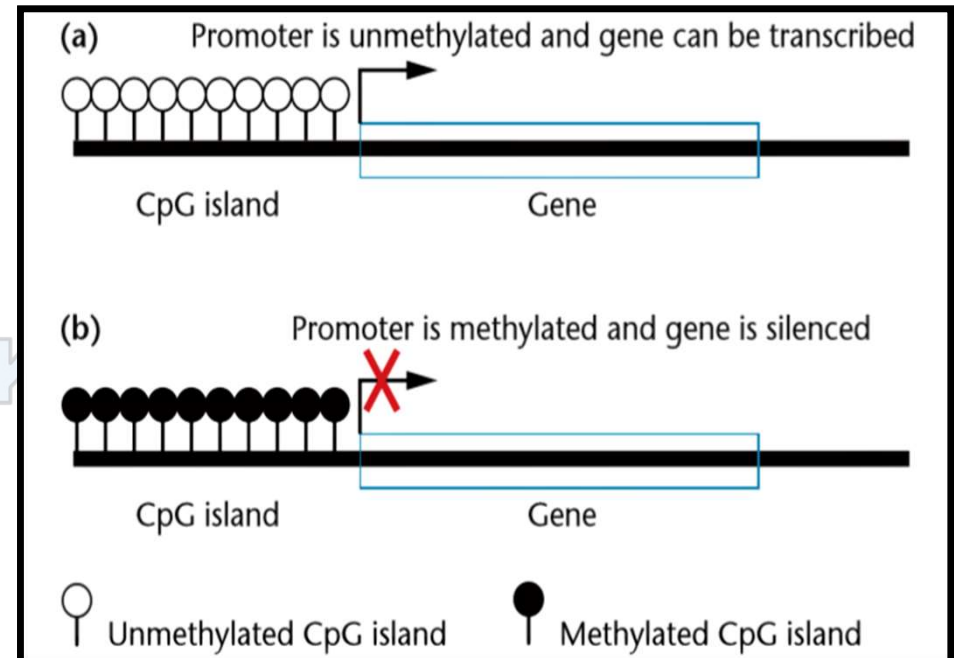 (a) Promoter is unmethylated and gene can be transcribed
CpG island Gene
(b) Promoter is methylated and gene is silenced
CpG island Gene
Unmethylated CpG island Methylated CpG island